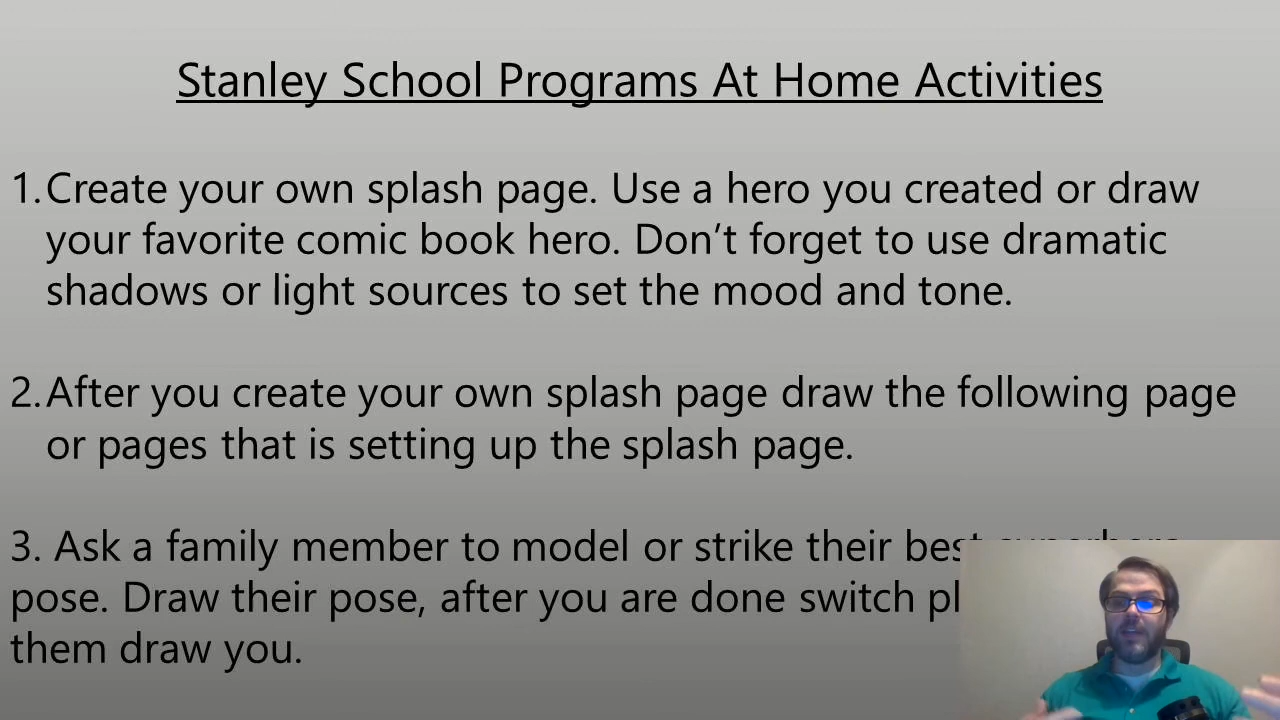 Stanley School Programs At Home Activities
1. Create your own splash page. Use a hero you created or draw
your favorite comic book hero. Don’t forget to use dramatic
shadows or light sources to set the mood and tone.
2. After you create your own splash page draw the following page
or pages that is setting up the splash page.
3. Ask a family member to model or strike their best
pose. Draw their pose, after you are done switch
them draw you.